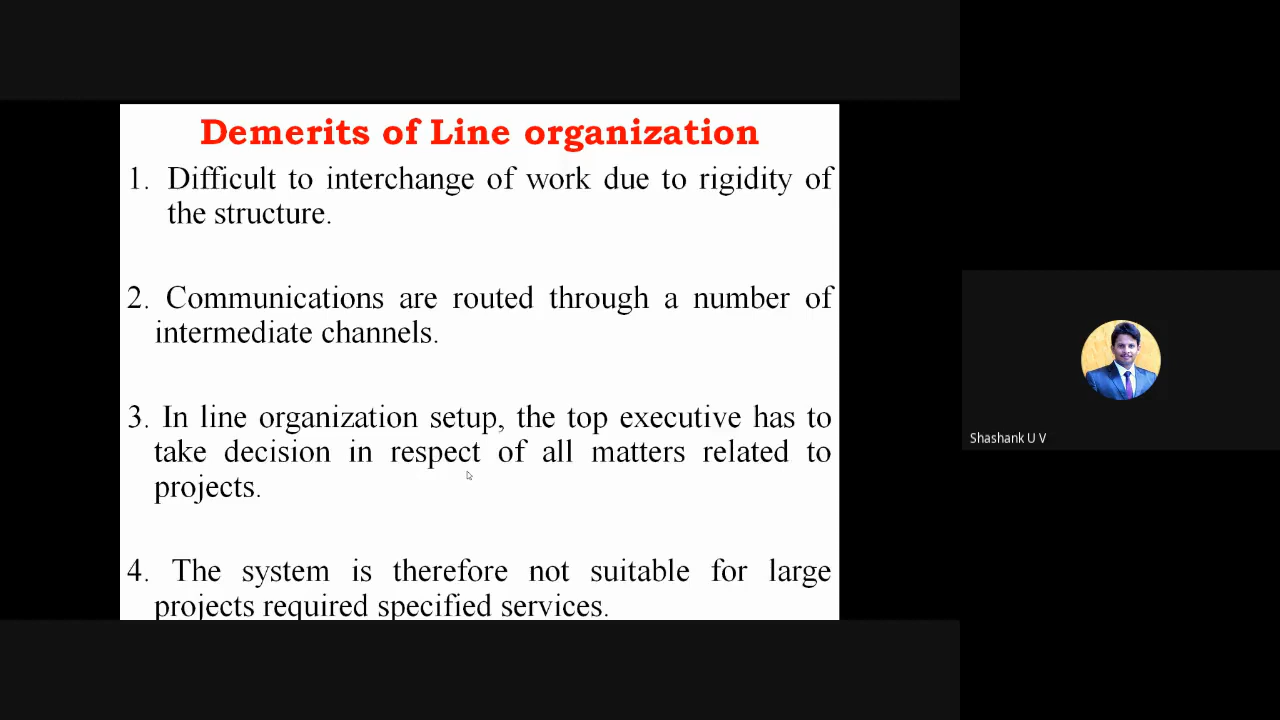 Demerits of Line organization
1. Difficult to interchange of work due to rigidity of
the structure.
2. Communications are routed through a number of
intermediate channels.
3. In line organization setup, the top executive has to
take decision in respect of all matters related to
projects.
4. The system is therefore not suitable for large
projects required specified services.
Shashank U V